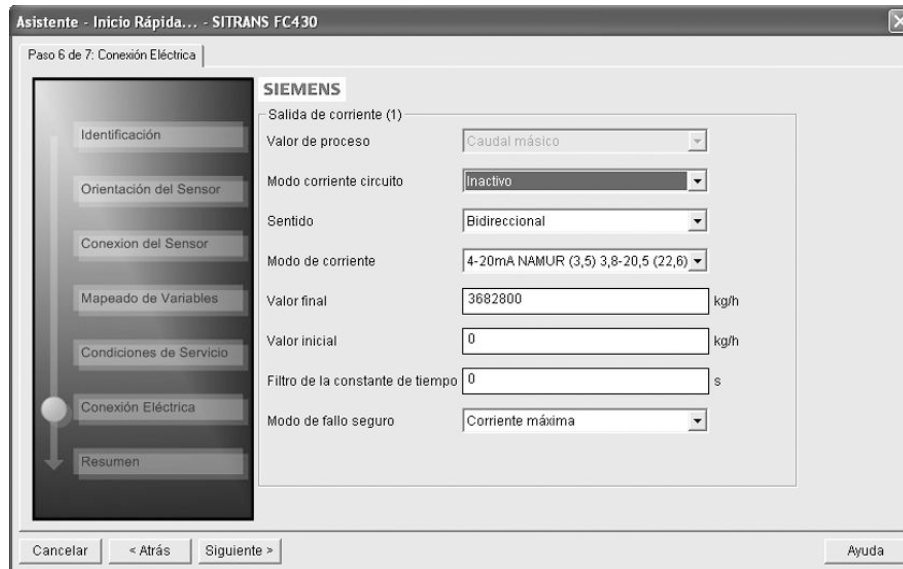 Asistente - Inicio Rápida... - SITRANS FC430
Paso 6 de 7: Conexión Eléctrica
Identificación
Orientación del Sensor
Conexion del Sensor
Mapeado de Variables
Condiciones de Servicio
Conexión Eléctrica
Resumen
SIEMENS
Salida de corriente (1)
Valor de proceso Caudal másico
Modo corriente circuito Inactivo
Sentido Bidireccional
Modo de corriente 4-20mA NAMUR (3,5) 3,8-20,5 (22,6)
Valor final 3682800 kg/h
Valor inicial 0 kg/h
Filtro de la constante de tiempo 0 s
Modo de fallo seguro Corriente máxima
Cancelar < Atrás Siguiente > Ayuda